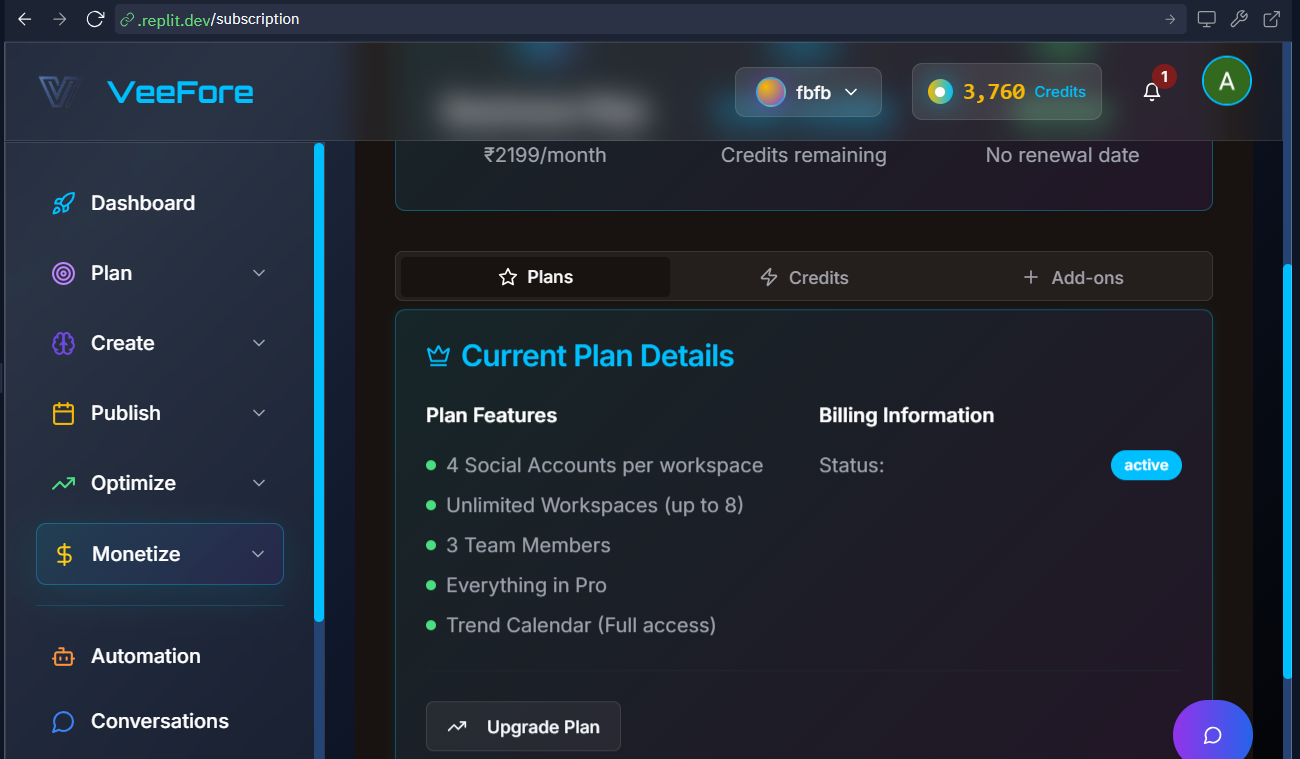 .replit.dev/subscription
VeeFore
fbfb
3,760 Credits
1
A
Dashboard
Plan
Create
Publish
Optimize
Monetize
Automation
Conversations
₹2199/month
Credits remaining
No renewal date
Plans
Credits
Add-ons
Current Plan Details
Plan Features
4 Social Accounts per workspace
Unlimited Workspaces (up to 8)
3 Team Members
Everything in Pro
Trend Calendar (Full access)
Billing Information
Status: active
Upgrade Plan